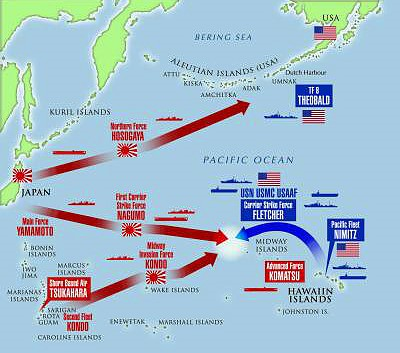 USA
BERING SEA
ALEUTIAN ISLANDS (USA)
ATTU
KISKA
AMCHITKA
ADAK
UMNAK
Dutch Harbour
TF 8
THEOBALD
KURIL ISLANDS
Northern Force
HOSOGAYA
PACIFIC OCEAN
JAPAN
First Carrier
Strike Force
NAGUMO
USN USMC USAAF
Carrier Strike Force
FLETCHER
Main Force
YAMAMOTO
Pacific Fleet
NIMITZ
BONIN
ISLANDS
Midway
Invasion Force
KONDO
MIDWAY
ISLANDS
IWO
JIMA
MARCUS
ISLANDS
Advanced Force
KOMATSU
Shore Based Air
TSUKAHARA
MARIANAS
ISLANDS
WAKE ISLANDS
HAWAIIN ISLANDS
SARIGAN
ROTA
GUAM
Second Fleet
KONDO
JOHNSTON IS.
ENEWETAK
MARSHALL ISLANDS
CAROLINE ISLANDS